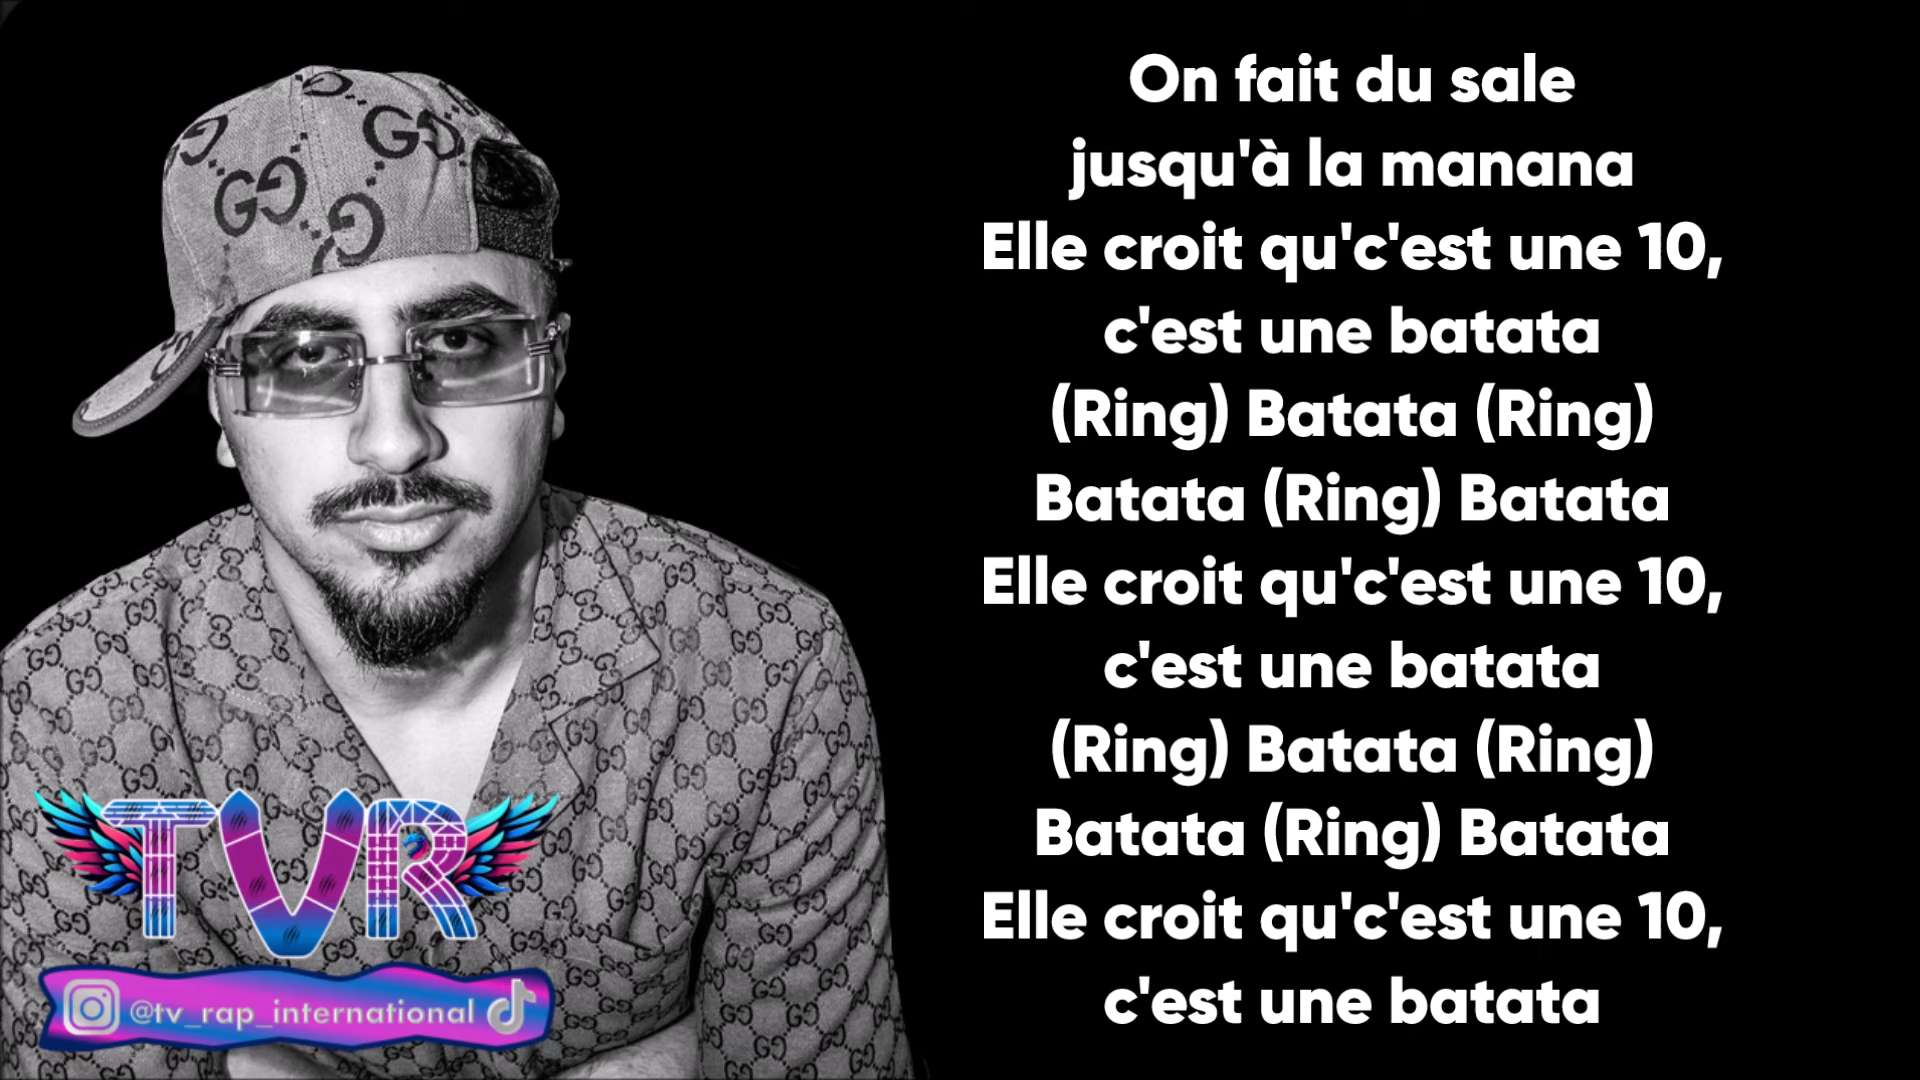 On fait du sale
jusqu'à la manana
Elle croit qu'c'est une 10,
c'est une batata
(Ring) Batata (Ring)
Batata (Ring) Batata
Elle croit qu'c'est une 10,
c'est une batata
(Ring) Batata (Ring)
Batata (Ring) Batata
Elle croit qu'c'est une 10,
c'est une batata
TVR
@tv_rap_international